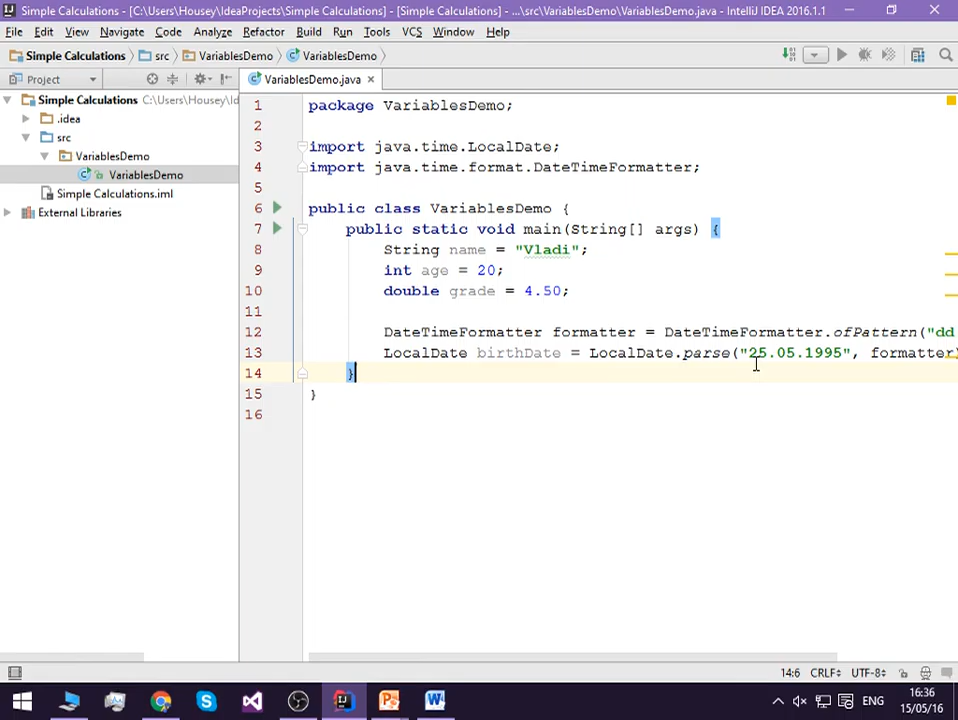 Simple Calculations - [C:\Users\Housey\IdeaProjects\Simple Calculations] - [Simple Calculations] - ...\src\VariablesDemo\VariablesDemo.java - IntelliJ IDEA 2016.1.1
File Edit View Navigate Code Analyze Refactor Build Run Tools VCS Window Help
Simple Calculations src VariablesDemo VariablesDemo
Project VariablesDemo.java
Simple Calculations C:\Users\Housey\Id
.idea
src
VariablesDemo
VariablesDemo
Simple Calculations.iml
External Libraries
1 package VariablesDemo;
2
3 import java.time.LocalDate;
4 import java.time.format.DateTimeFormatter;
5
6 public class VariablesDemo {
7 public static void main(String[] args) {
8 String name = "Vladi";
9 int age = 20;
10 double grade = 4.50;
11
12 DateTimeFormatter formatter = DateTimeFormatter.ofPattern("dd
13 LocalDate birthDate = LocalDate.parse("25.05.1995", formatter)
14 }
15 }
16
14:6 CRLF UTF-8
ENG 16:36
15/05/16